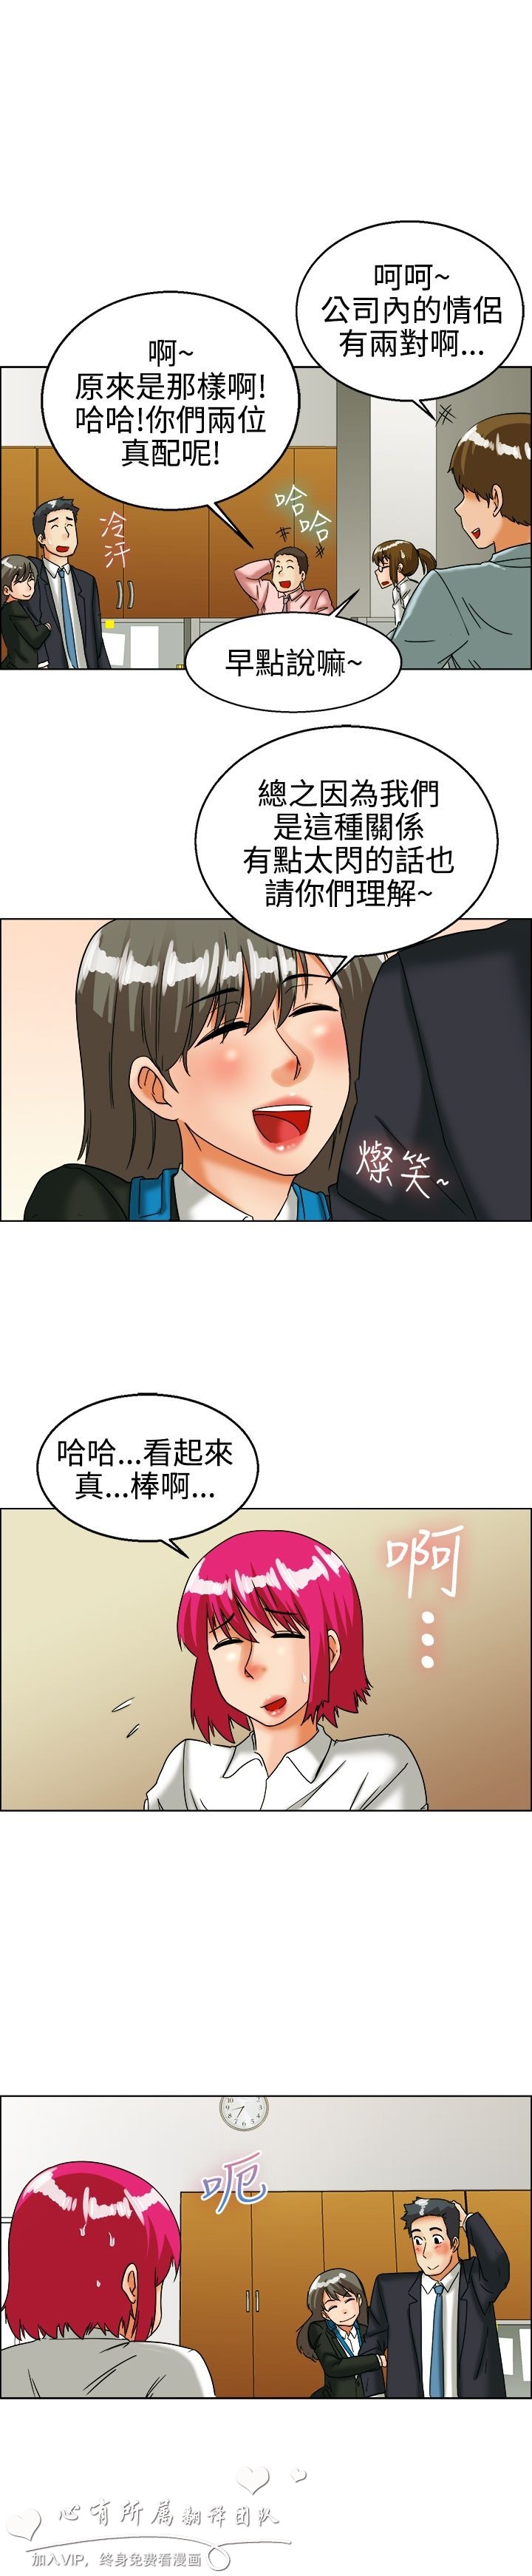 呵呵~
公司內的情侶
有兩對啊...
啊~
原來是那樣啊!
哈哈!你們兩位
真配呢!
冷汗
哈哈
早點說嘛~
總之因為我們
是這種關係
有點太閃的話也
請你們理解~
燦笑~
哈哈...看起來
真...棒啊...
啊...
呃
心有所属翻译团队
加入VIP，终身免费看漫画